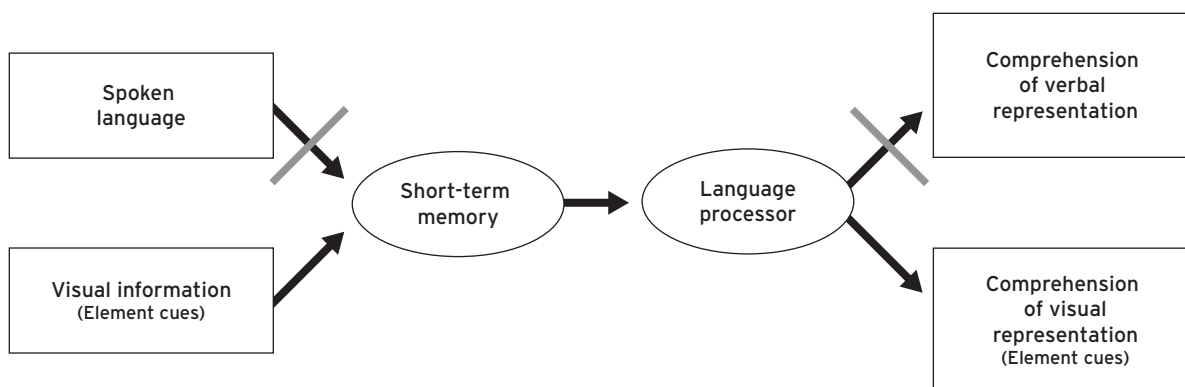 Spoken
language
Visual information
(Element cues)
Short-term
memory
Language
processor
Comprehension
of verbal
representation
Comprehension
of visual
representation
(Element cues)